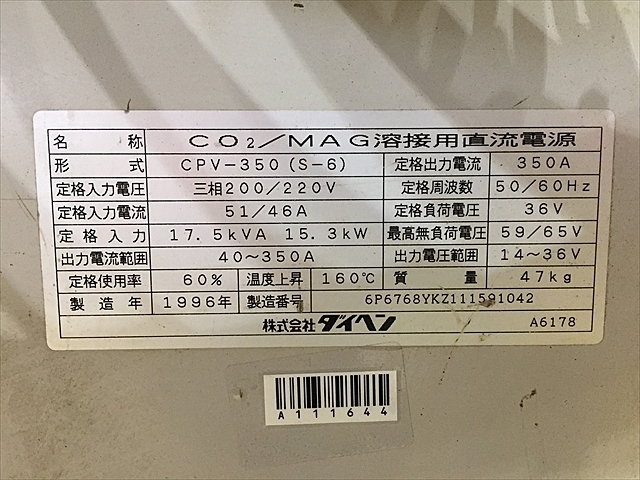 名 称 CO2／MAG溶接用直流電源
形 式 CPV−350（S−6） 定格出力電流 350A
定格入力電圧 三相200／220V 定格周波数 50／60Hz
定格入力電流 51／46A 定格負荷電圧 36V
定格入力 17.5kVA 15.3kW 最高無負荷電圧 59／65V
出力電流範囲 40〜350A 出力電圧範囲 14〜36V
定格使用率 60% 温度上昇 160℃ 質 量 47kg
製造年 1996年 製造番号 6P6768YKZ111591042
株式会社ダイヘン A6178
A111644